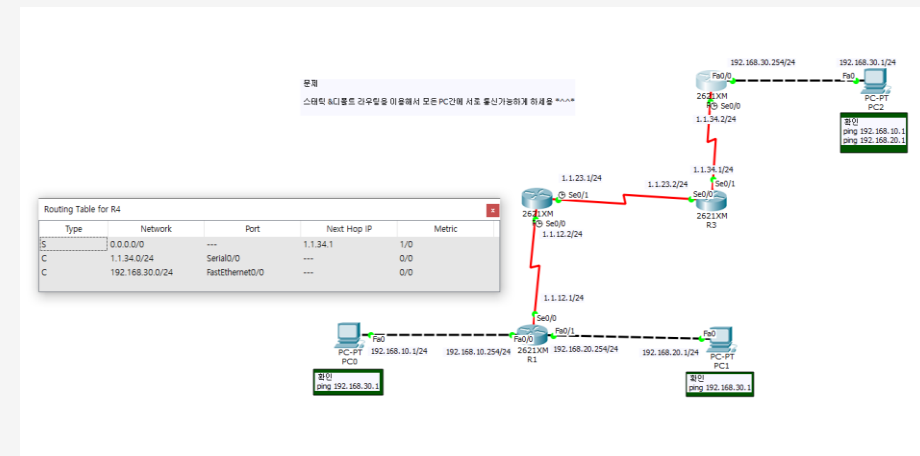 문제
스태틱 &디폴트 라우팅을 이용해서 모든 PC간에 서로 통신가능하게 하세용 *^^*
192.168.30.254/24
192.168.30.1/24
Fa0/0
Fa0
2621XM
Se0/0
PC-PT
PC2
1.1.34.2/24
확인
ping 192.168.10.1
ping 192.168.20.1
1.1.34.1/24
1.1.23.1/24
1.1.23.2/24
Se0/1
Se0/1
Se0/0
2621XM
R3
2621XM
Se0/0
1.1.12.2/24
Routing Table for R4
Type Network Port Next Hop IP Metric
S 0.0.0.0/0 --- 1.1.34.1 1/0
C 1.1.34.0/24 Serial0/0 --- 0/0
C 192.168.30.0/24 FastEthernet0/0 --- 0/0
1.1.12.1/24
Se0/0
Fa0
Fa0/0
Fa0/1
Fa0
PC-PT
PC0
192.168.10.1/24
192.168.10.254/24
2621XM
R1
192.168.20.254/24
192.168.20.1/24
PC-PT
PC1
확인
ping 192.168.30.1
확인
ping 192.168.30.1